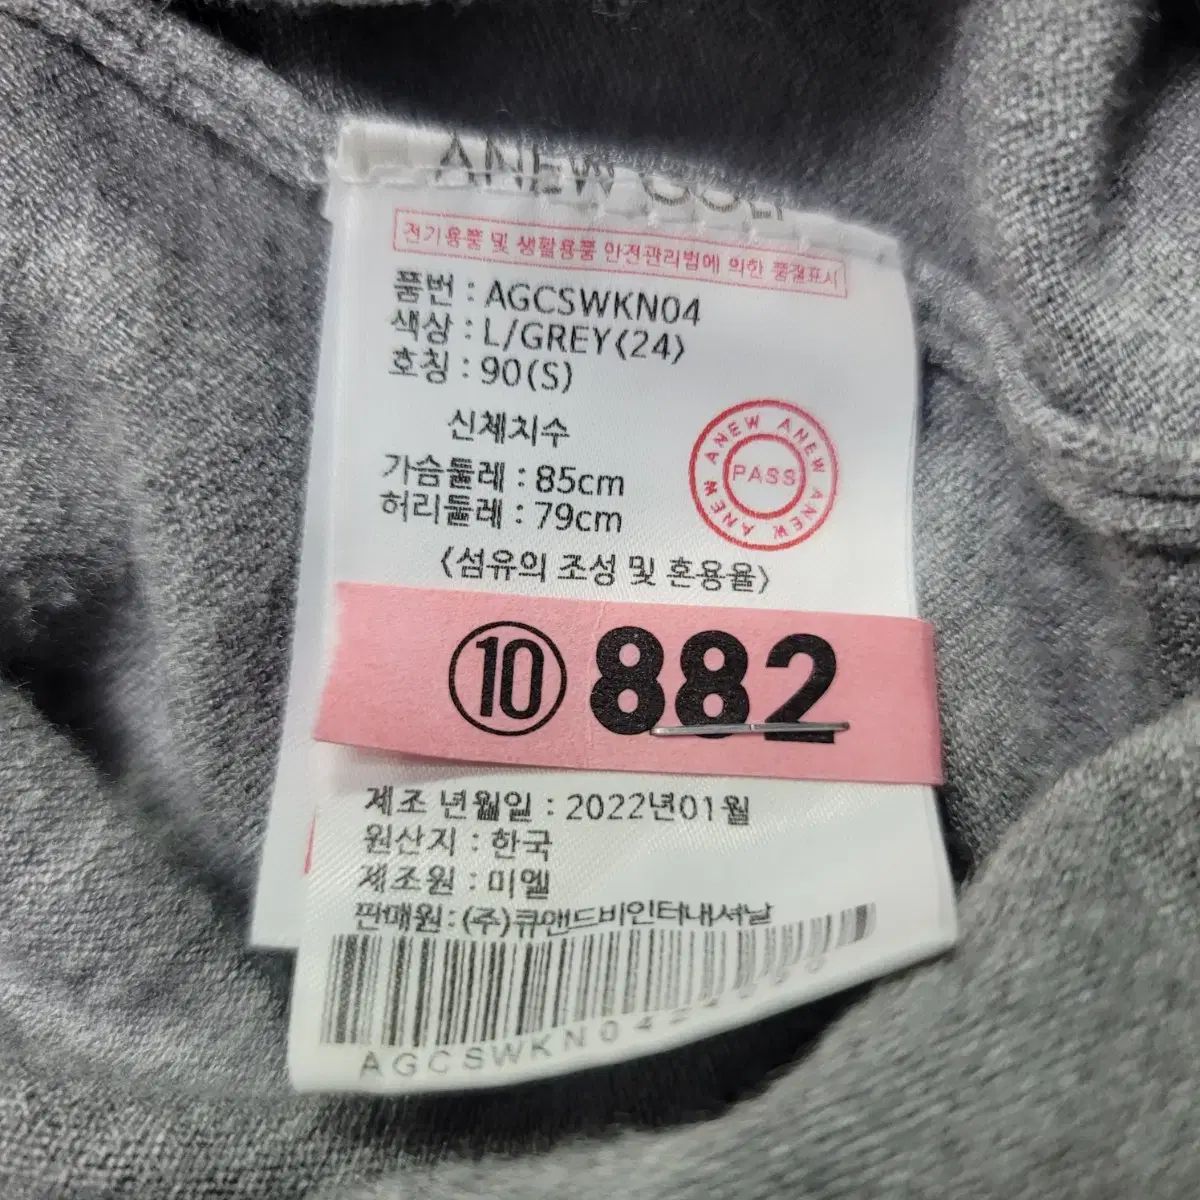 ANEW GOLF
전기용품 및 생활용품 안전관리법에 의한 품질표시
품번 : AGCSWKN04
색상 : L/GREY(24)
호칭 : 90(S)
신체치수
가슴둘레 : 85cm
허리둘레 : 79cm
ANEW ANEW ANEW ANEW
PASS
<섬유의 조성 및 혼용율>
⑩ 882
제조 년월일 : 2022년01월
원산지 : 한국
제조원 : 미엘
판매원 : (주)큐앤드비인터내셔날
AGCSWKN042490